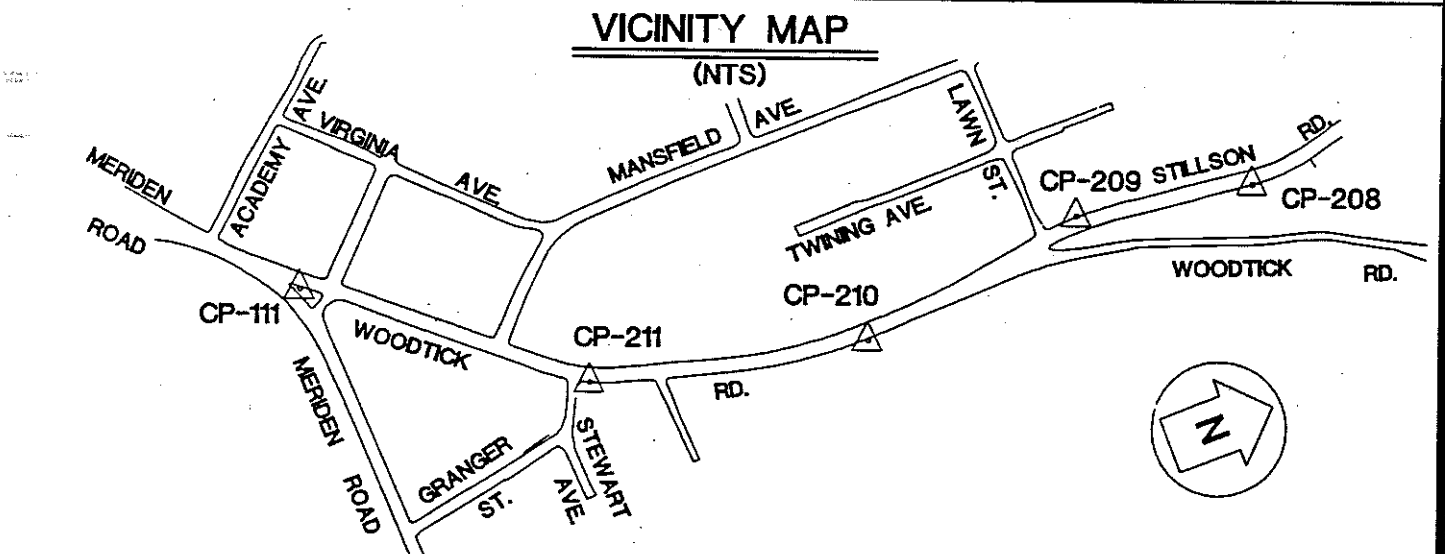 VICINITY MAP
(NTS)
MERIDEN
ROAD
ACADEMY
AVE.
VIRGINIA
AVE.
MANSFIELD
AVE.
LAWN
ST.
TWINING AVE.
CP-209
STILLSON
RD.
CP-208
WOODTICK
RD.
CP-210
CP-111
WOODTICK
CP-211
RD.
MERIDEN
ROAD
GRANGER
ST.
STEWART
AVE.
N